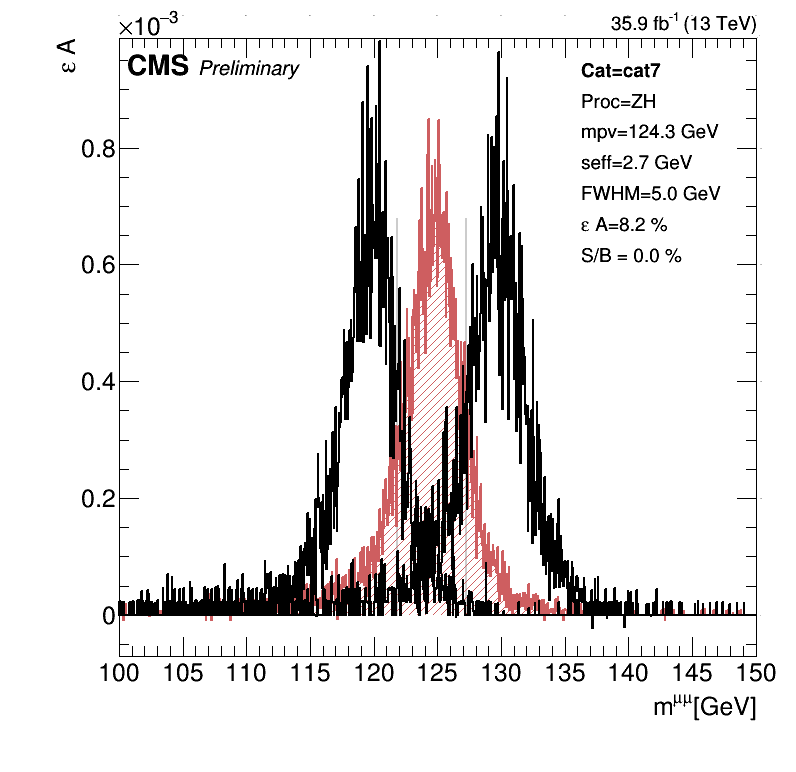 ×10⁻³
35.9 fb⁻¹ (13 TeV)
ε A
CMS Preliminary
Cat=cat7
Proc=ZH
mpv=124.3 GeV
seff=2.7 GeV
FWHM=5.0 GeV
ε A=8.2 %
S/B = 0.0 %
0.8
0.6
0.4
0.2
0
100 105 110 115 120 125 130 135 140 145 150
m^μμ[GeV]